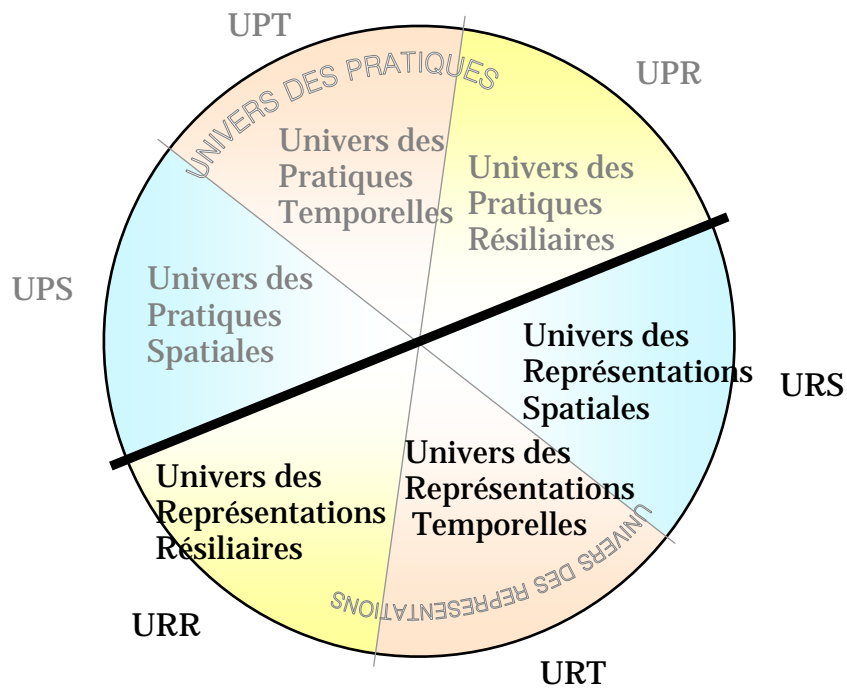 UPT
UPR
UNIVERS DES PRATIQUES
Univers des
Pratiques
Temporelles
Univers des
Pratiques
Résiliaires
UPS
Univers des
Pratiques
Spatiales
Univers des
Représentations
Spatiales
URS
Univers des
Représentations
Résiliaires
Univers des
Représentations
Temporelles
UNIVERS DES REPRESENTATIONS
URR
URT